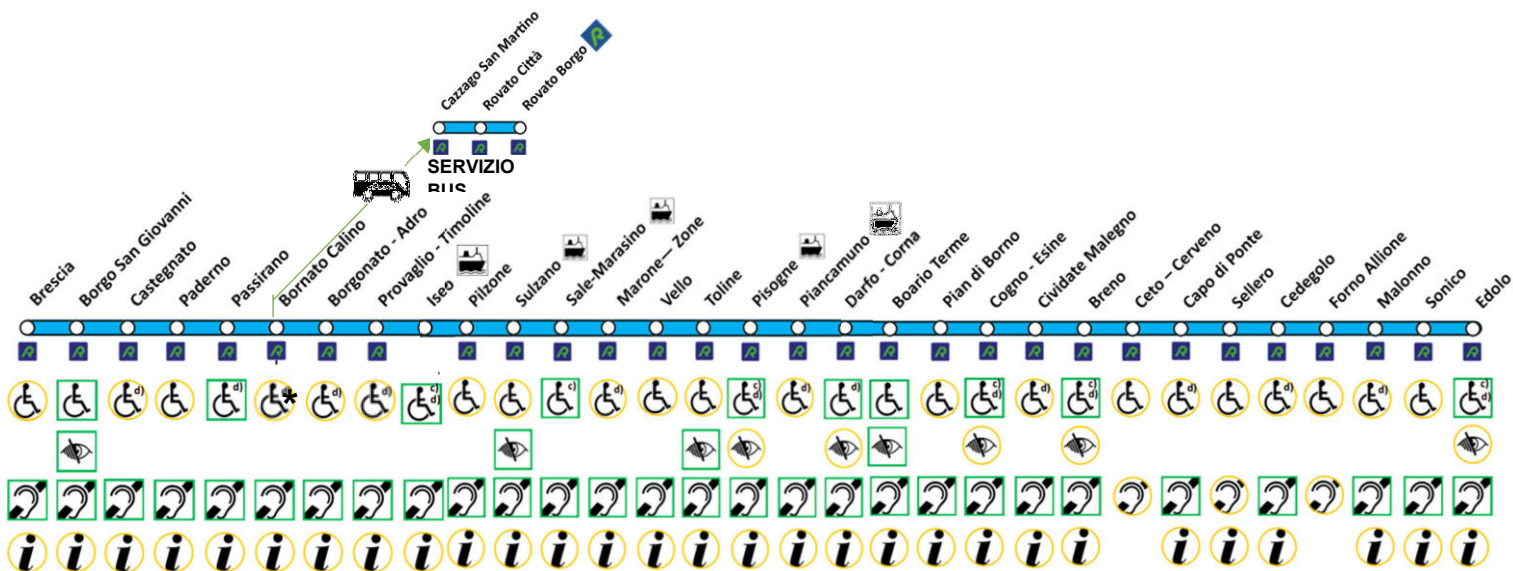 Cazzago San Martino
Rovato Città
Rovato Borgo
SERVIZIO
BUS
Brescia
Borgo San Giovanni
Castegnato
Paderno
Passirano
Bornato Calino
Borgonato - Adro
Provaglio - Timoline
Iseo
Pilzone
Sulzano
Sale-Marasino
Marone—Zone
Vello
Toline
Pisogne
Piancamuno
Darfo - Corna
Boario Terme
Pian di Borno
Cogno - Esine
Cividate Malegno
Breno
Ceto – Cerveno
Capo di Ponte
Sellero
Cedegolo
Forno Allione
Malonno
Sonico
Edolo
d) d) * d) d) c) d) c) d) c) d) d) d) c) d) d) c) d) d) d) c) d)